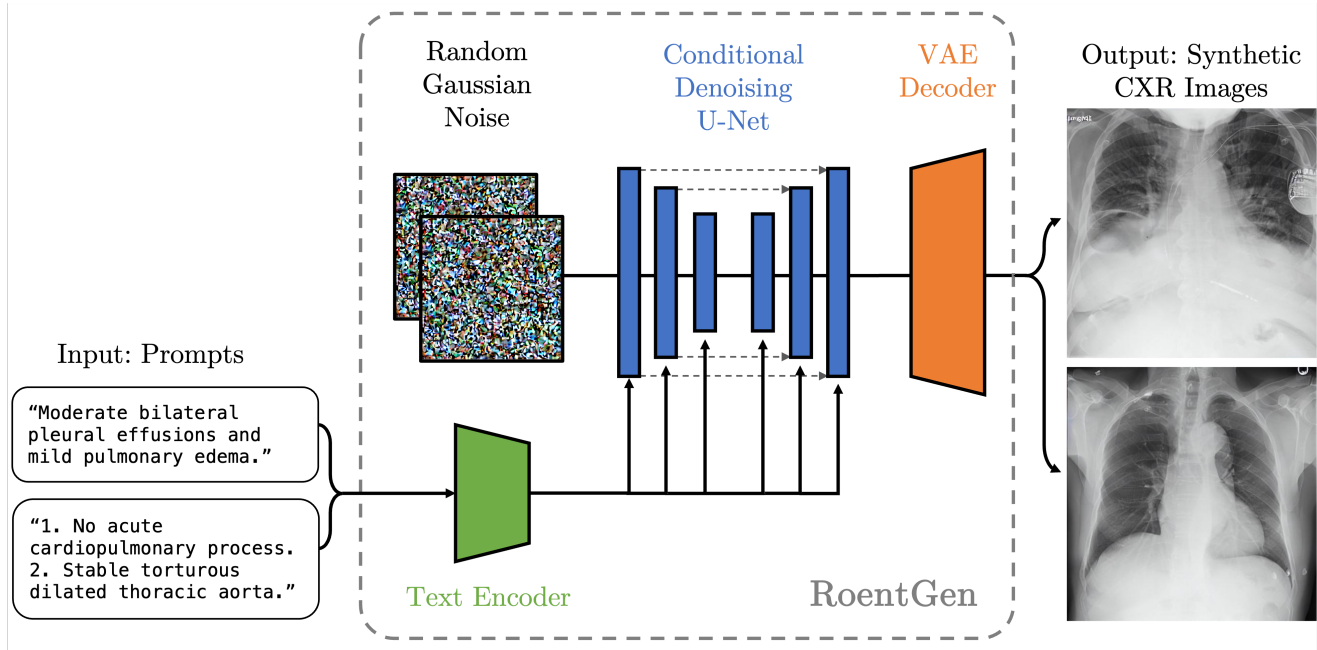 Random
Gaussian
Noise
Conditional
Denoising
U-Net
VAE
Decoder
Output: Synthetic
CXR Images
Input: Prompts
“Moderate bilateral
pleural effusions and
mild pulmonary edema.”
“1. No acute
cardiopulmonary process.
2. Stable torturous
dilated thoracic aorta.”
Text Encoder
RoentGen